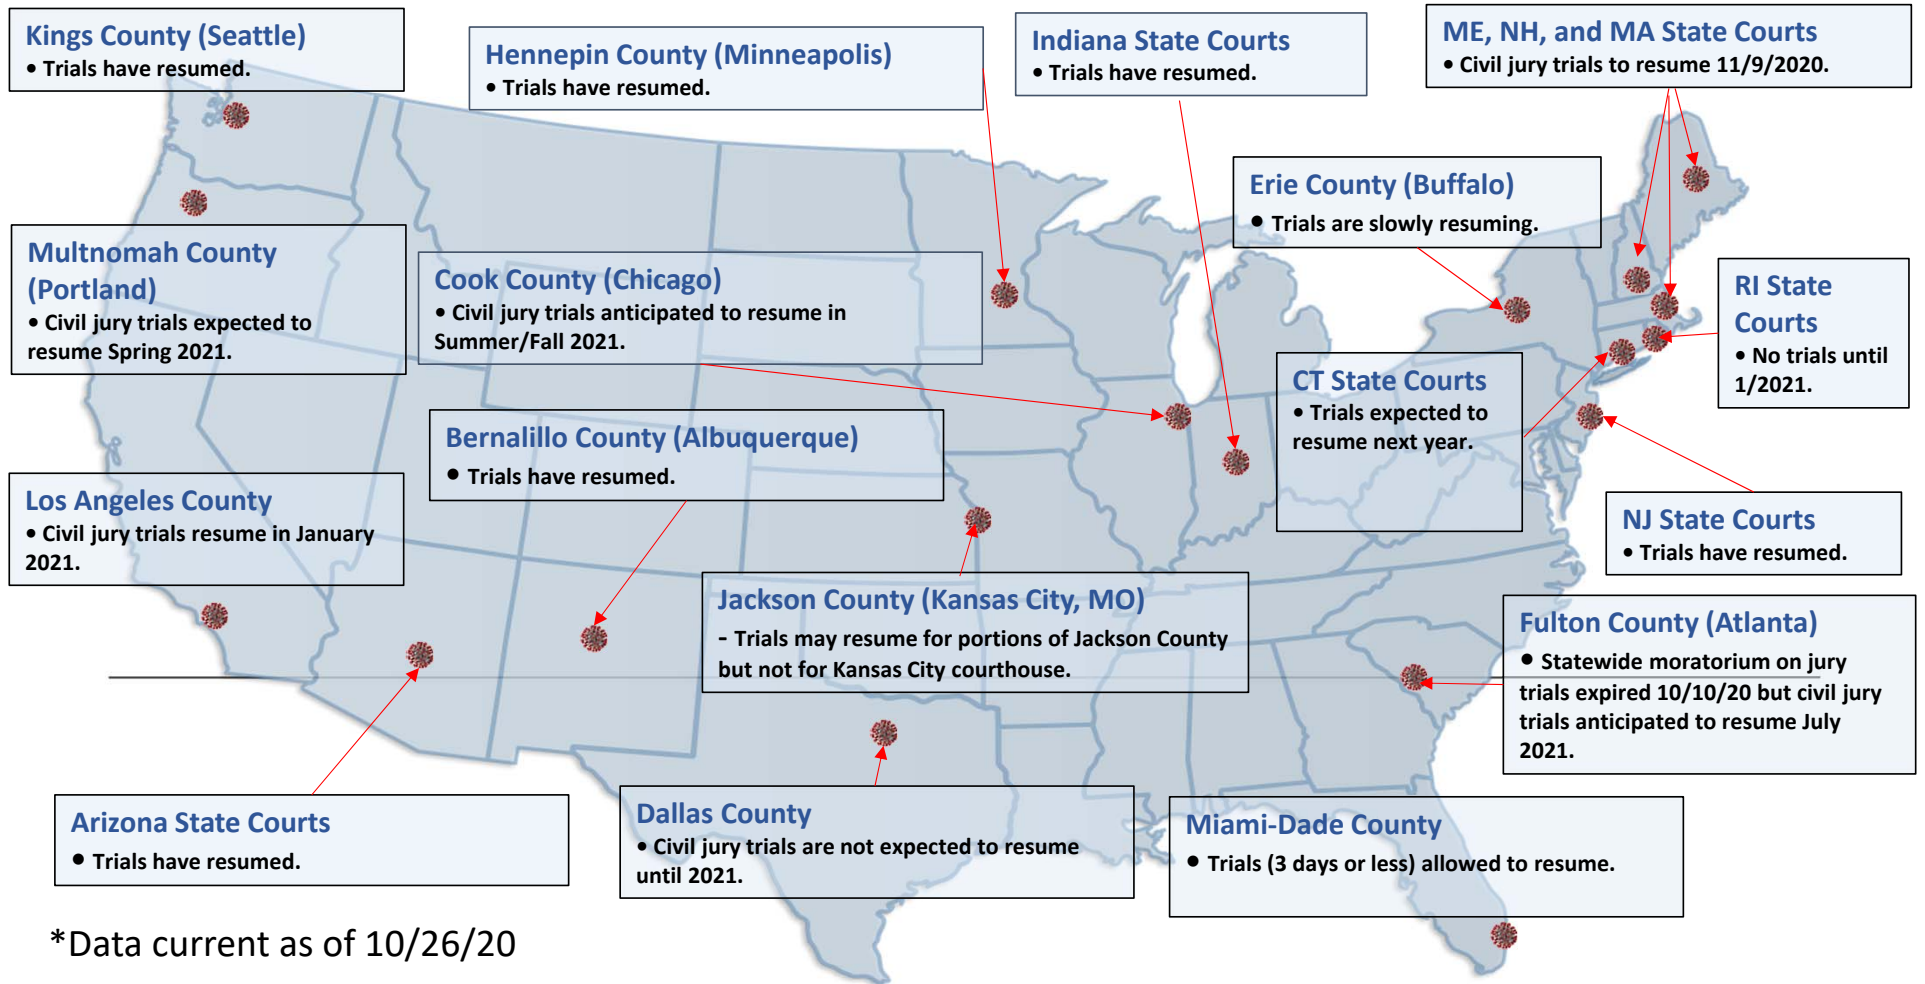 Kings County (Seattle)
• Trials have resumed.
Hennepin County (Minneapolis)
• Trials have resumed.
Indiana State Courts
• Trials have resumed.
ME, NH, and MA State Courts
• Civil jury trials to resume 11/9/2020.
Erie County (Buffalo)
• Trials are slowly resuming.
Multnomah County
(Portland)
• Civil jury trials expected to
resume Spring 2021.
Cook County (Chicago)
• Civil jury trials anticipated to resume in
Summer/Fall 2021.
RI State
Courts
• No trials until
1/2021.
CT State Courts
• Trials expected to
resume next year.
Bernalillo County (Albuquerque)
• Trials have resumed.
Los Angeles County
• Civil jury trials resume in January
2021.
NJ State Courts
• Trials have resumed.
Jackson County (Kansas City, MO)
- Trials may resume for portions of Jackson County
but not for Kansas City courthouse.
Fulton County (Atlanta)
• Statewide moratorium on jury
trials expired 10/10/20 but civil jury
trials anticipated to resume July
2021.
Arizona State Courts
• Trials have resumed.
Dallas County
• Civil jury trials are not expected to resume
until 2021.
Miami-Dade County
• Trials (3 days or less) allowed to resume.
*Data current as of 10/26/20